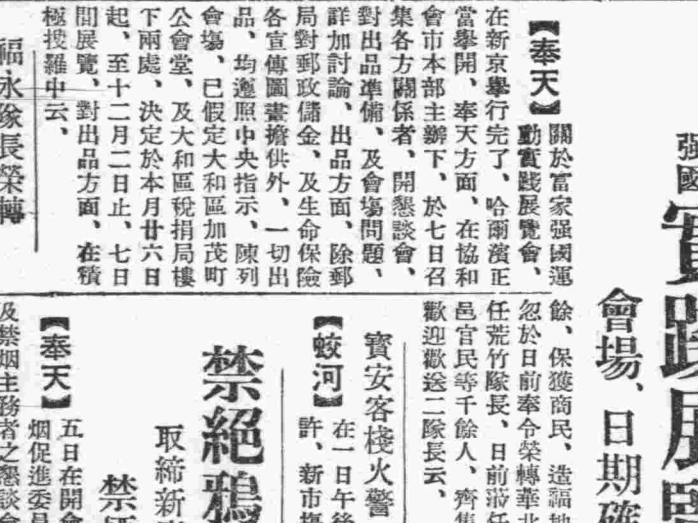 强國
實踐展
會場、日期確
【奉天】
關於富家强國運
動實踐展覽會、
在新京舉行完了、哈爾濱正
當舉開、奉天方面、在協和
會市本部主辦下、於七日召
集各方關係者、開懇談會、
對出品準備、及會塲問題、
詳加討論、出品方面、除郵
局對郵政儲金、及生命保險
各宣傳圖畫擔供外、一切出
品、均遵照中央指示、陳列
會塲、已假定大和區加茂町
公會堂、及大和區稅捐局樓
下兩處、決定於本月廿六日
起、至十二月二日止、七日
間展覽、對出品方面、在積
極搜羅中云、
福永隊長榮轉
餘、保獲商民、造福
忽於日前奉令榮轉華北
任荒竹隊長、日前蒞任
邑官民等千餘人、齊集
歡迎歡送二隊長云、
寶安客棧火警
【蛟河】
在一日午後
許、新市
禁絕鴉
取締新
禁
【奉天】
五日在開會
烟促進委員
及禁烟主務者之懇談會